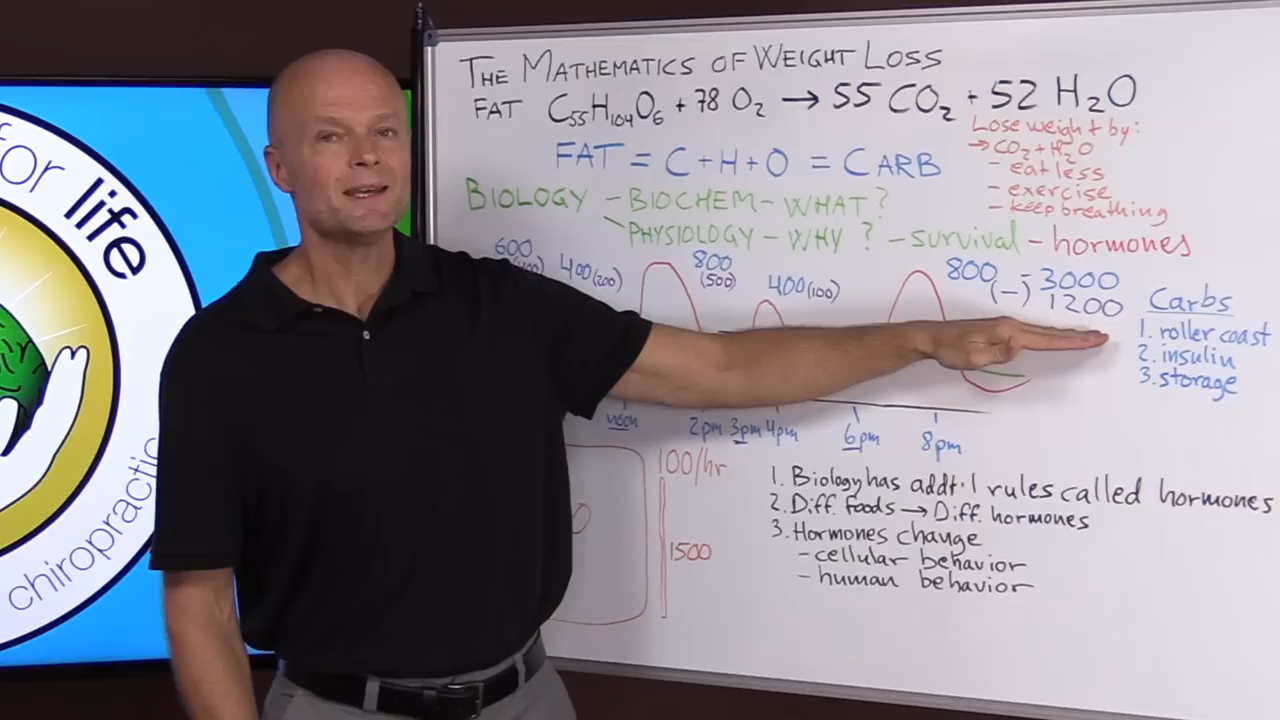 THE MATHEMATICS OF WEIGHT LOSS
FAT C55H104O6 + 78 O2 → 55 CO2 + 52 H2O
Lose weight by:
→ CO2 + H2O
- eat less
- exercise
- keep breathing
FAT = C + H + O = CARB
BIOLOGY - BIOCHEM - WHAT?
PHYSIOLOGY - WHY? - survival - hormones
600 400 (200) 800 (500) 400 (100) 800 (-) - 3000
1200
Carbs
1. roller coast
2. insulin
3. storage
noon 2pm 3pm 4pm 6pm 8pm
100/hr
1500
1. Biology has addt'l rules called hormones
2. Diff. foods → Diff. hormones
3. Hormones change
- cellular behavior
- human behavior
for life
chiropractic